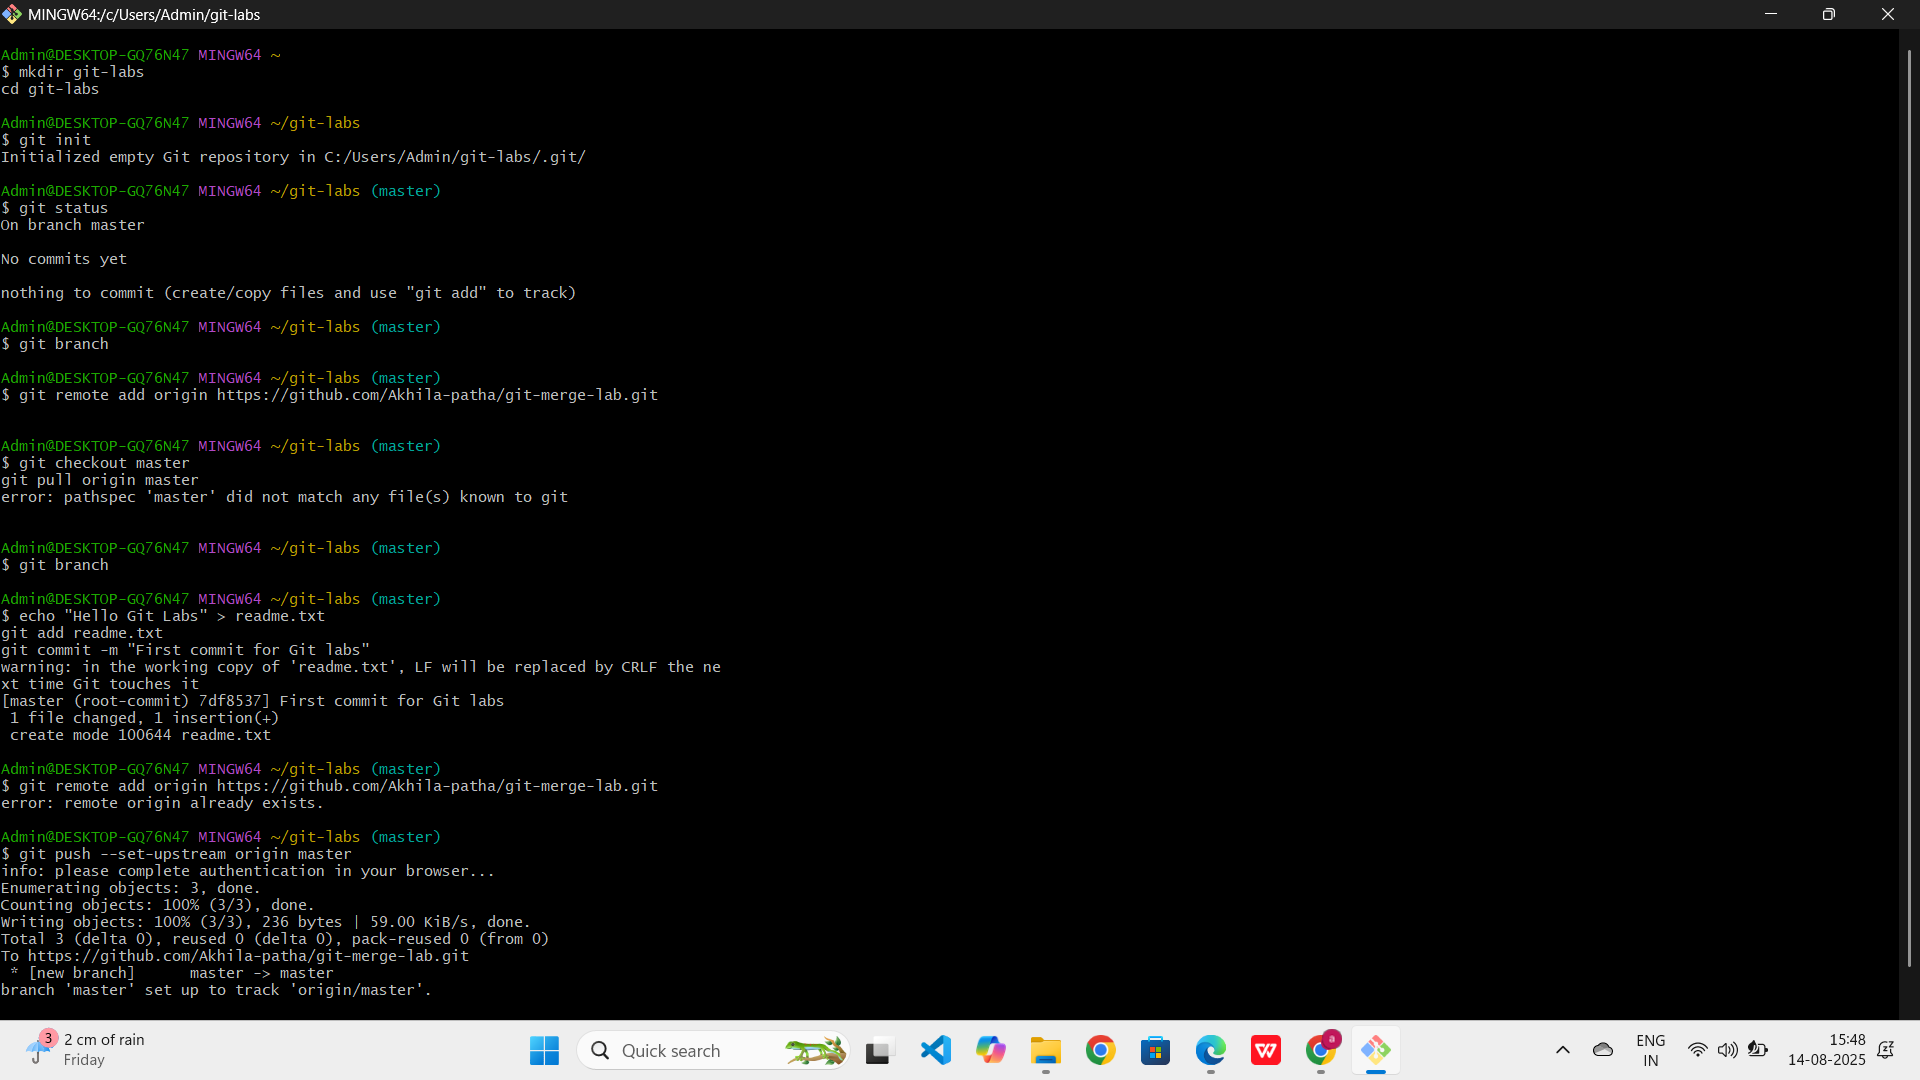 MINGW64:/c/Users/Admin/git-labs
Admin@DESKTOP-GQ76N47 MINGW64 ~
$ mkdir git-labs
cd git-labs
Admin@DESKTOP-GQ76N47 MINGW64 ~/git-labs
$ git init
Initialized empty Git repository in C:/Users/Admin/git-labs/.git/
Admin@DESKTOP-GQ76N47 MINGW64 ~/git-labs (master)
$ git status
On branch master
No commits yet
nothing to commit (create/copy files and use "git add" to track)
Admin@DESKTOP-GQ76N47 MINGW64 ~/git-labs (master)
$ git branch
Admin@DESKTOP-GQ76N47 MINGW64 ~/git-labs (master)
$ git remote add origin https://github.com/Akhila-patha/git-merge-lab.git
Admin@DESKTOP-GQ76N47 MINGW64 ~/git-labs (master)
$ git checkout master
git pull origin master
error: pathspec 'master' did not match any file(s) known to git
Admin@DESKTOP-GQ76N47 MINGW64 ~/git-labs (master)
$ git branch
Admin@DESKTOP-GQ76N47 MINGW64 ~/git-labs (master)
$ echo "Hello Git Labs" > readme.txt
git add readme.txt
git commit -m "First commit for Git labs"
warning: in the working copy of 'readme.txt', LF will be replaced by CRLF the ne
xt time Git touches it
[master (root-commit) 7df8537] First commit for Git labs
 1 file changed, 1 insertion(+)
 create mode 100644 readme.txt
Admin@DESKTOP-GQ76N47 MINGW64 ~/git-labs (master)
$ git remote add origin https://github.com/Akhila-patha/git-merge-lab.git
error: remote origin already exists.
Admin@DESKTOP-GQ76N47 MINGW64 ~/git-labs (master)
$ git push --set-upstream origin master
info: please complete authentication in your browser...
Enumerating objects: 3, done.
Counting objects: 100% (3/3), done.
Writing objects: 100% (3/3), 236 bytes | 59.00 KiB/s, done.
Total 3 (delta 0), reused 0 (delta 0), pack-reused 0 (from 0)
To https://github.com/Akhila-patha/git-merge-lab.git
 * [new branch]      master -> master
branch 'master' set up to track 'origin/master'.
3
2 cm of rain
Friday
Quick search
W
a
ENG
IN
15:48
14-08-2025